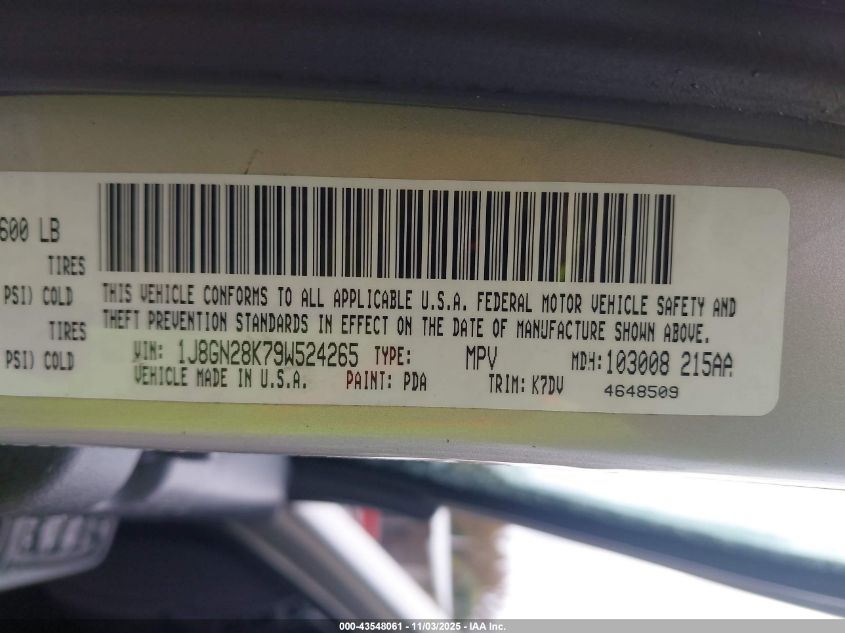 600 LB
TIRES
PSI) COLD
TIRES
PSI) COLD
THIS VEHICLE CONFORMS TO ALL APPLICABLE U.S.A. FEDERAL MOTOR VEHICLE SAFETY AND
THEFT PREVENTION STANDARDS IN EFFECT ON THE DATE OF MANUFACTURE SHOWN ABOVE.
VIN: 1J8GN28K79W524265 TYPE: MPV MDH:103008 215AA
VEHICLE MADE IN U.S.A. PAINT: PDA TRIM: K7DV 4648509
000-43548061 - 11/03/2025 - IAA Inc.